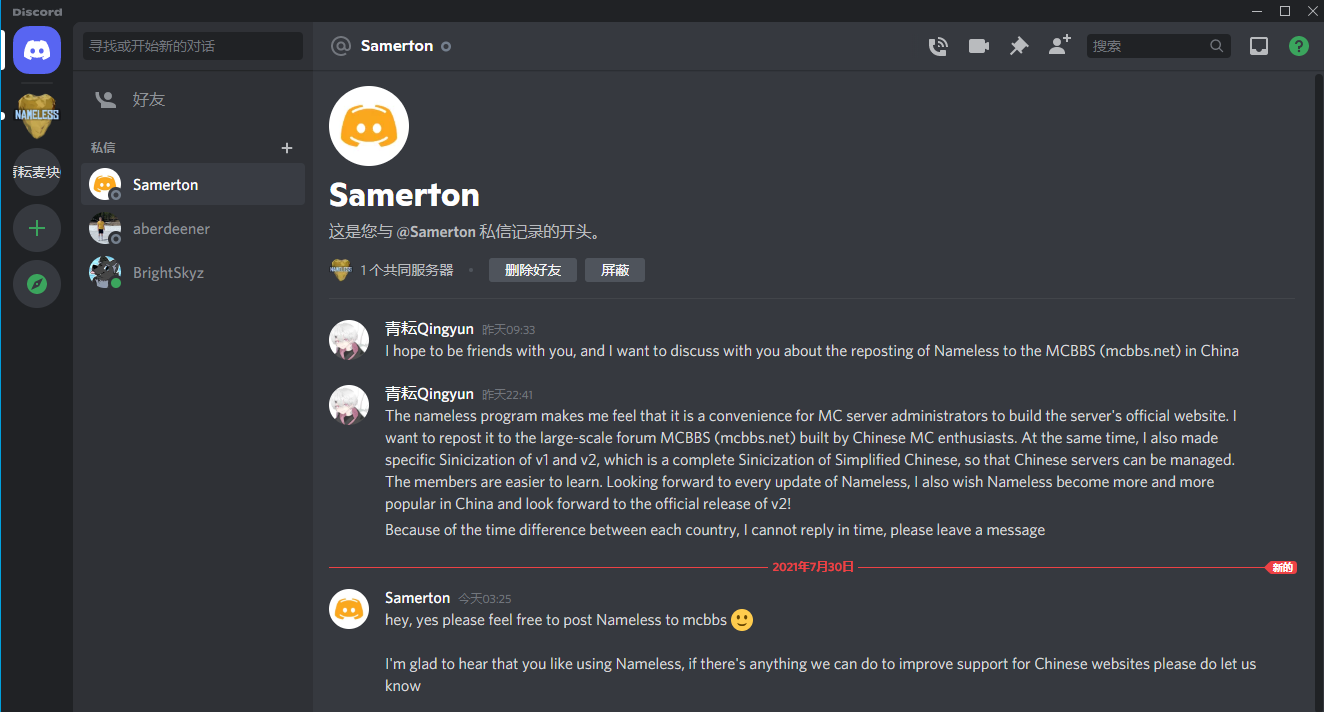 Discord
寻找或开始新的对话
Samerton
搜索
NAMELESS
好友
私信
青耘麦块
Samerton
aberdeener
BrightSkyz
Samerton
这是您与 @Samerton 私信记录的开头。
NAMELESS
1 个共同服务器
删除好友
屏蔽
青耘Qingyun 昨天09:33
I hope to be friends with you, and I want to discuss with you about the reposting of Nameless to the MCBBS (mcbbs.net) in China
青耘Qingyun 昨天22:41
The nameless program makes me feel that it is a convenience for MC server administrators to build the server's official website. I
want to repost it to the large-scale forum MCBBS (mcbbs.net) built by Chinese MC enthusiasts. At the same time, I also made
specific Sinicization of v1 and v2, which is a complete Sinicization of Simplified Chinese, so that Chinese servers can be managed.
The members are easier to learn. Looking forward to every update of Nameless, I also wish Nameless become more and more
popular in China and look forward to the official release of v2!
Because of the time difference between each country, I cannot reply in time, please leave a message
2021年7月30日
新的
Samerton 今天03:25
hey, yes please feel free to post Nameless to mcbbs
I'm glad to hear that you like using Nameless, if there's anything we can do to improve support for Chinese websites please do let us
know